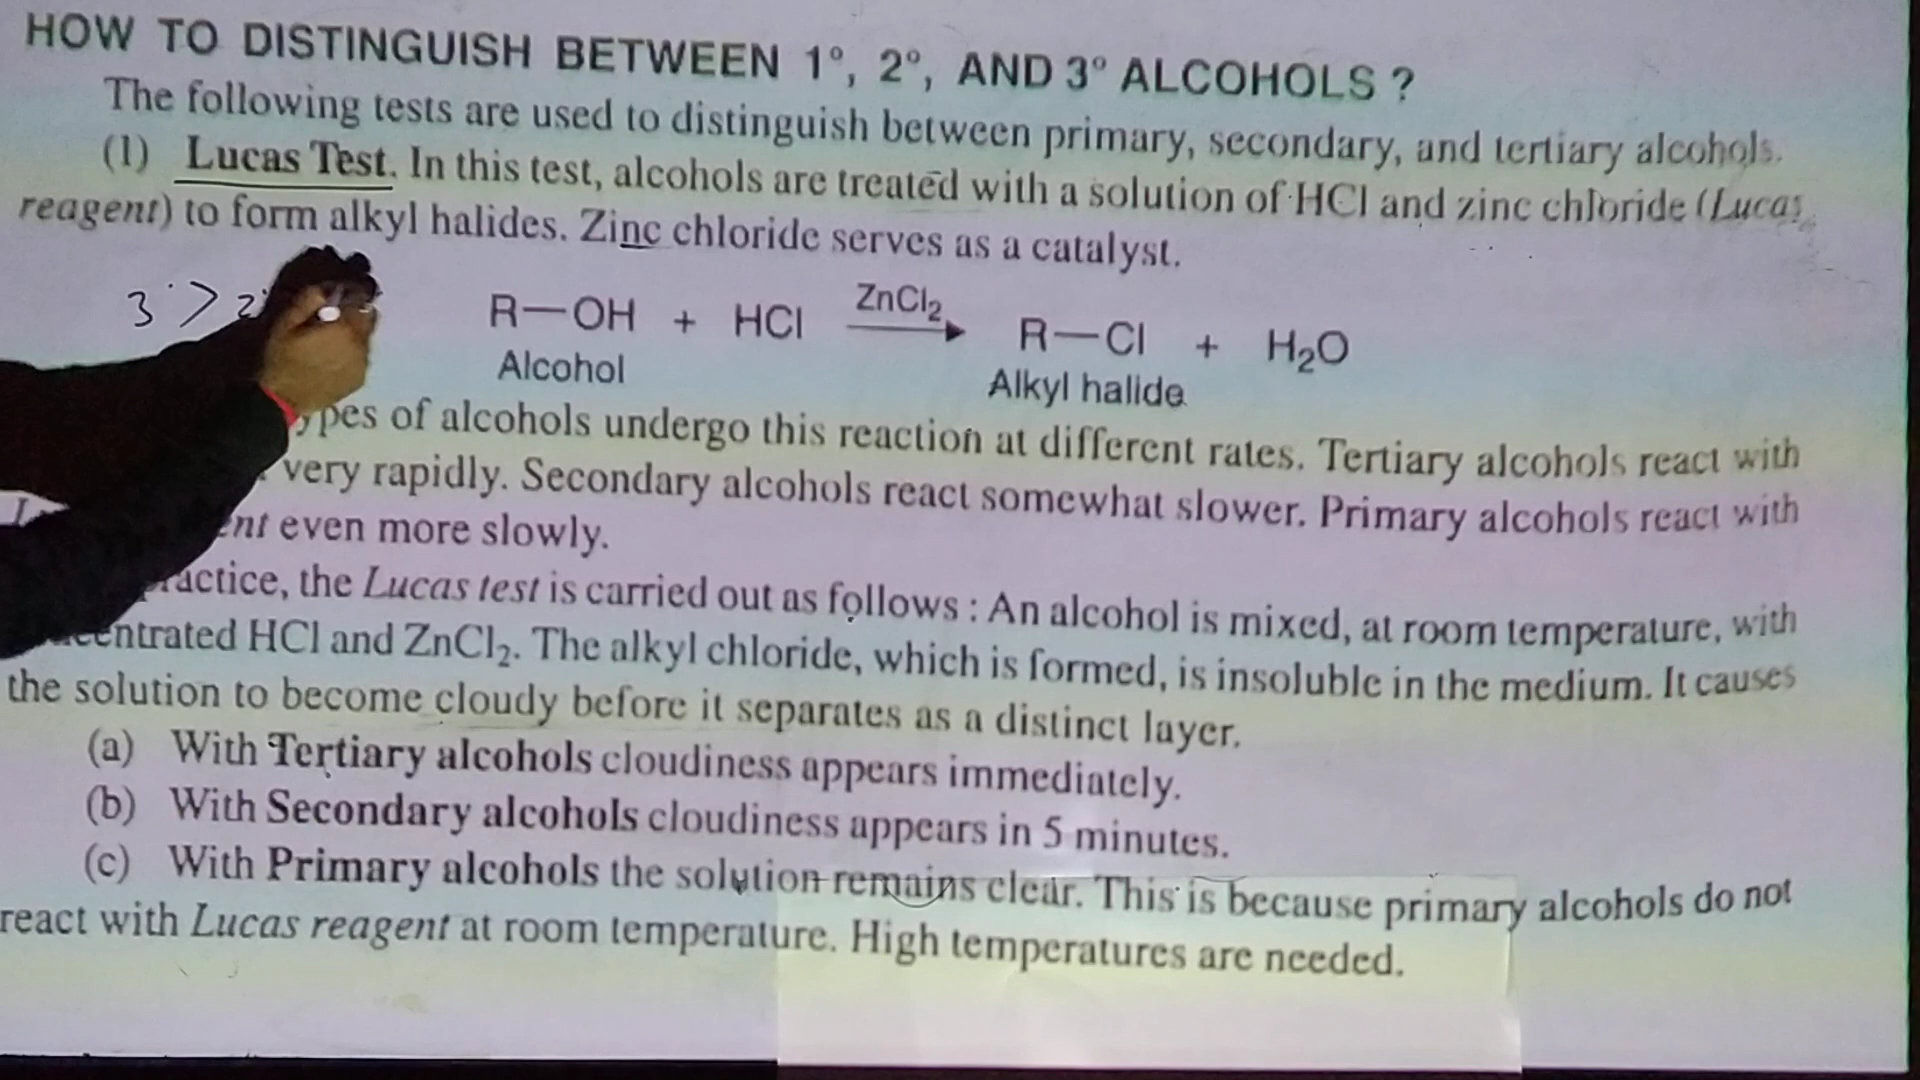 HOW TO DISTINGUISH BETWEEN 1°, 2°, AND 3° ALCOHOLS ?
The following tests are used to distinguish between primary, secondary, and tertiary alcohols.
(1) Lucas Test. In this test, alcohols are treated with a solution of HCl and zinc chloride (Lucas
reagent) to form alkyl halides. Zinc chloride serves as a catalyst.
3° > 2°
R—OH + HCl ZnCl₂ R—Cl + H₂O
Alcohol Alkyl halide
of alcohols undergo this reaction at different rates. Tertiary alcohols react with
very rapidly. Secondary alcohols react somewhat slower. Primary alcohols react with
even more slowly.
the Lucas test is carried out as follows : An alcohol is mixed, at room temperature, with
HCl and ZnCl₂. The alkyl chloride, which is formed, is insoluble in the medium. It causes
the solution to become cloudy before it separates as a distinct layer.
(a) With Tertiary alcohols cloudiness appears immediately.
(b) With Secondary alcohols cloudiness appears in 5 minutes.
(c) With Primary alcohols the solution remains clear. This is because primary alcohols do not
react with Lucas reagent at room temperature. High temperatures are needed.